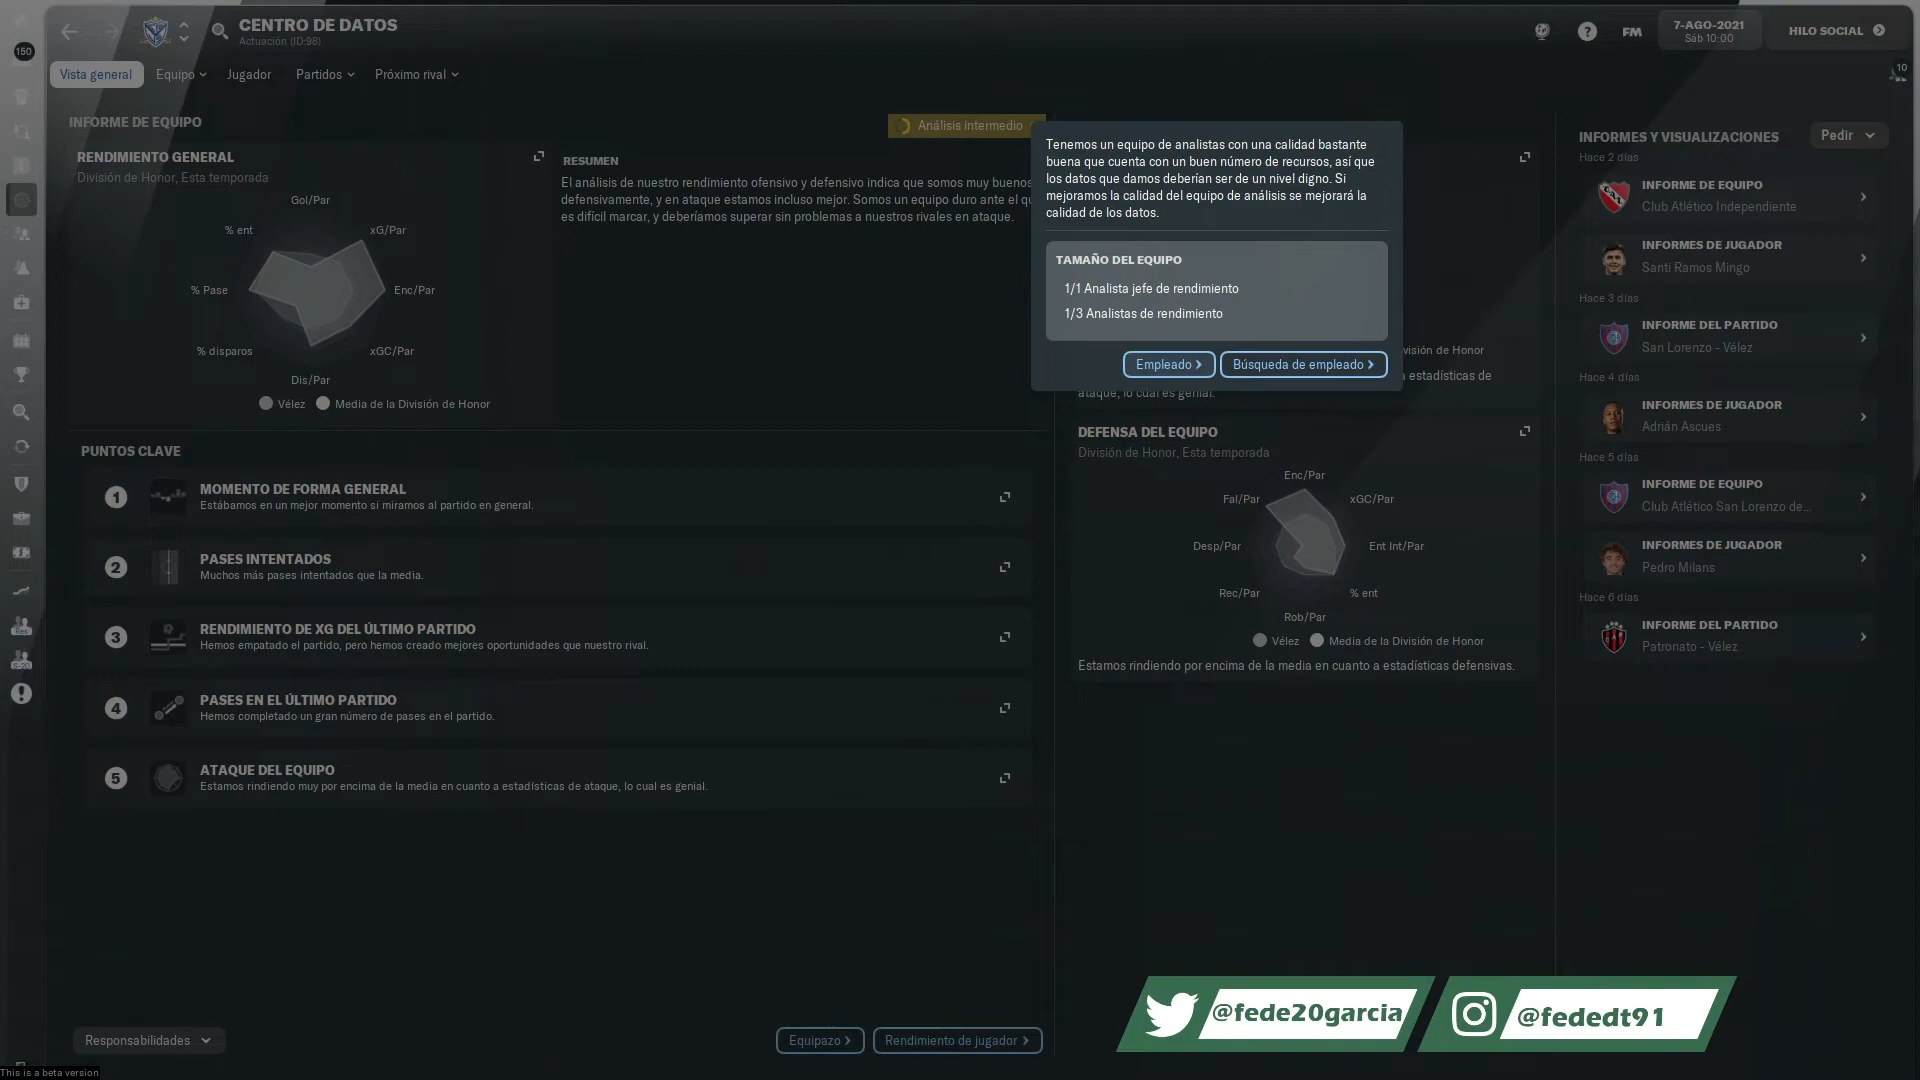 150
CENTRO DE DATOS
Actuación (ID:98)
FM
7-AGO-2021
Sáb 10:00
HILO SOCIAL
10
Vista general
Equipo
Jugador
Partidos
Próximo rival
INFORME DE EQUIPO
Análisis intermedio
RENDIMIENTO GENERAL
División de Honor, Esta temporada
Gol/Par
xG/Par
Enc/Par
xGC/Par
Dis/Par
% disparos
% Pase
% ent
Vélez
Media de la División de Honor
RESUMEN
El análisis de nuestro rendimiento ofensivo y defensivo indica que somos muy buenos
defensivamente, y en ataque estamos incluso mejor. Somos un equipo duro ante el qu
es difícil marcar, y deberíamos superar sin problemas a nuestros rivales en ataque.
Tenemos un equipo de analistas con una calidad bastante
buena que cuenta con un buen número de recursos, así que
los datos que damos deberían ser de un nivel digno. Si
mejoramos la calidad del equipo de análisis se mejorará la
calidad de los datos.
TAMAÑO DEL EQUIPO
1/1 Analista jefe de rendimiento
1/3 Analistas de rendimiento
Empleado
Búsqueda de empleado
visión de Honor
a estadísticas de
ataque, lo cual es genial.
PUNTOS CLAVE
1
MOMENTO DE FORMA GENERAL
Estábamos en un mejor momento si miramos al partido en general.
2
PASES INTENTADOS
Muchos más pases intentados que la media.
3
RENDIMIENTO DE XG DEL ÚLTIMO PARTIDO
Hemos empatado el partido, pero hemos creado mejores oportunidades que nuestro rival.
4
PASES EN EL ÚLTIMO PARTIDO
Hemos completado un gran número de pases en el partido.
5
ATAQUE DEL EQUIPO
Estamos rindiendo muy por encima de la media en cuanto a estadísticas de ataque, lo cual es genial.
DEFENSA DEL EQUIPO
División de Honor, Esta temporada
Enc/Par
xGC/Par
Ent Int/Par
% ent
Rob/Par
Rec/Par
Desp/Par
Fal/Par
Vélez
Media de la División de Honor
Estamos rindiendo por encima de la media en cuanto a estadísticas defensivas.
INFORMES Y VISUALIZACIONES
Pedir
Hace 2 días
INFORME DE EQUIPO
Club Atlético Independiente
INFORMES DE JUGADOR
Santi Ramos Mingo
Hace 3 días
INFORME DEL PARTIDO
San Lorenzo - Vélez
Hace 4 días
INFORMES DE JUGADOR
Adrián Ascues
Hace 5 días
INFORME DE EQUIPO
Club Atlético San Lorenzo de...
INFORMES DE JUGADOR
Pedro Milans
Hace 6 días
INFORME DEL PARTIDO
Patronato - Vélez
Res
S-20
Responsabilidades
Equipazo
Rendimiento de jugador
@fede20garcia
@fededt91
This is a beta version